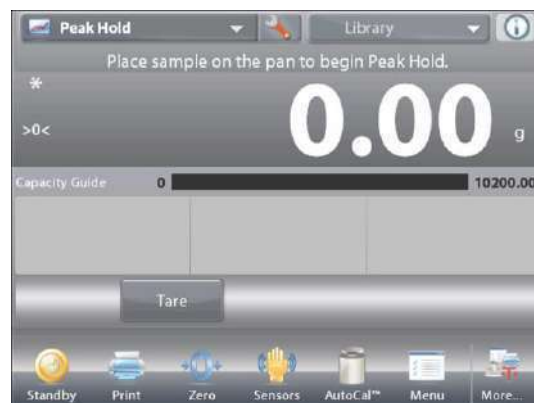 Peak Hold Library
Place sample on the pan to begin Peak Hold.
*
>0<
0.00 g
Capacity Guide 0 10200.00
Tare
Standby Print Zero Sensors AutoCal™ Menu More...